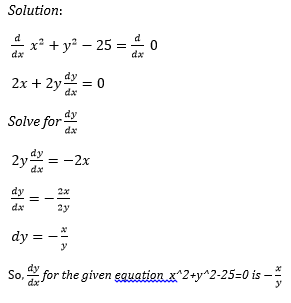 Solution:
d/dx x² + y² − 25 = d/dx 0
2x + 2y dy/dx = 0
Solve for dy/dx
2y dy/dx = −2x
dy/dx = − 2x/2y
dy = − x/y
So, dy/dx for the given equation x^2+y^2-25=0 is − x/y